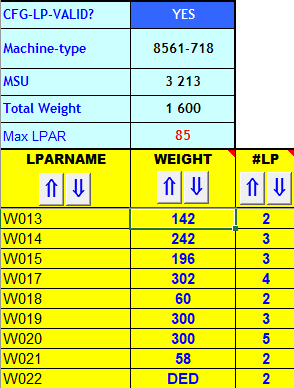 CFG-LP-VALID? YES
Machine-type 8561-718
MSU 3 213
Total Weight 1 600
Max LPAR 85
LPARNAME WEIGHT #LP
W013 142 2
W014 242 3
W015 196 3
W017 302 4
W018 60 2
W019 300 3
W020 300 5
W021 58 2
W022 DED 2